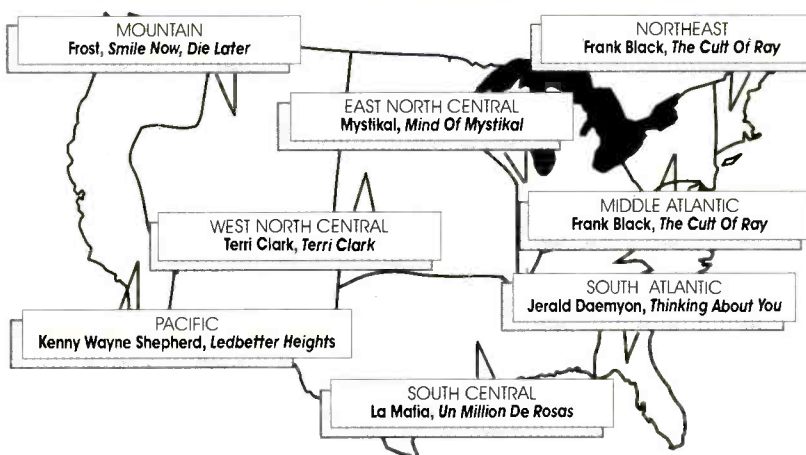 MOUNTAIN
Frost, Smile Now, Die Later
NORTHEAST
Frank Black, The Cult Of Ray
EAST NORTH CENTRAL
Mystikal, Mind Of Mystikal
MIDDLE ATLANTIC
Frank Black, The Cult Of Ray
WEST NORTH CENTRAL
Terri Clark, Terri Clark
SOUTH ATLANTIC
Jerald Daemyon, Thinking About You
PACIFIC
Kenny Wayne Shepherd, Ledbetter Heights
SOUTH CENTRAL
La Mafia, Un Million De Rosas